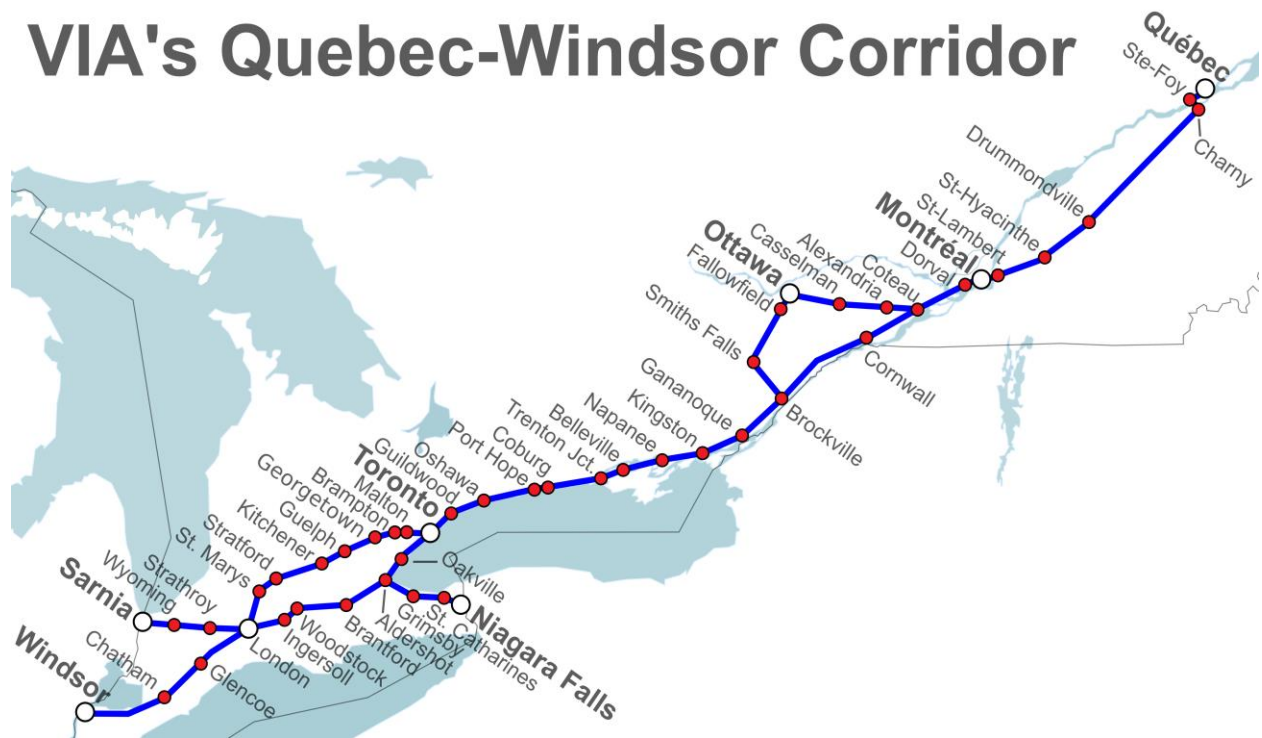 VIA's Quebec-Windsor Corridor
Québec
Ste-Foy
Charny
Drummondville
St-Hyacinthe
St-Lambert
Montréal
Dorval
Coteau
Alexandria
Casselman
Ottawa
Fallowfield
Smiths Falls
Cornwall
Brockville
Gananoque
Kingston
Napanee
Belleville
Trenton Jct.
Coburg
Port Hope
Oshawa
Guildwood
Toronto
Malton
Brampton
Georgetown
Guelph
Kitchener
Stratford
St. Marys
Oakville
Aldershot
Grimsby
St. Catharines
Niagara Falls
Brantford
Woodstock
Ingersoll
London
Strathroy
Wyoming
Sarnia
Glencoe
Chatham
Windsor